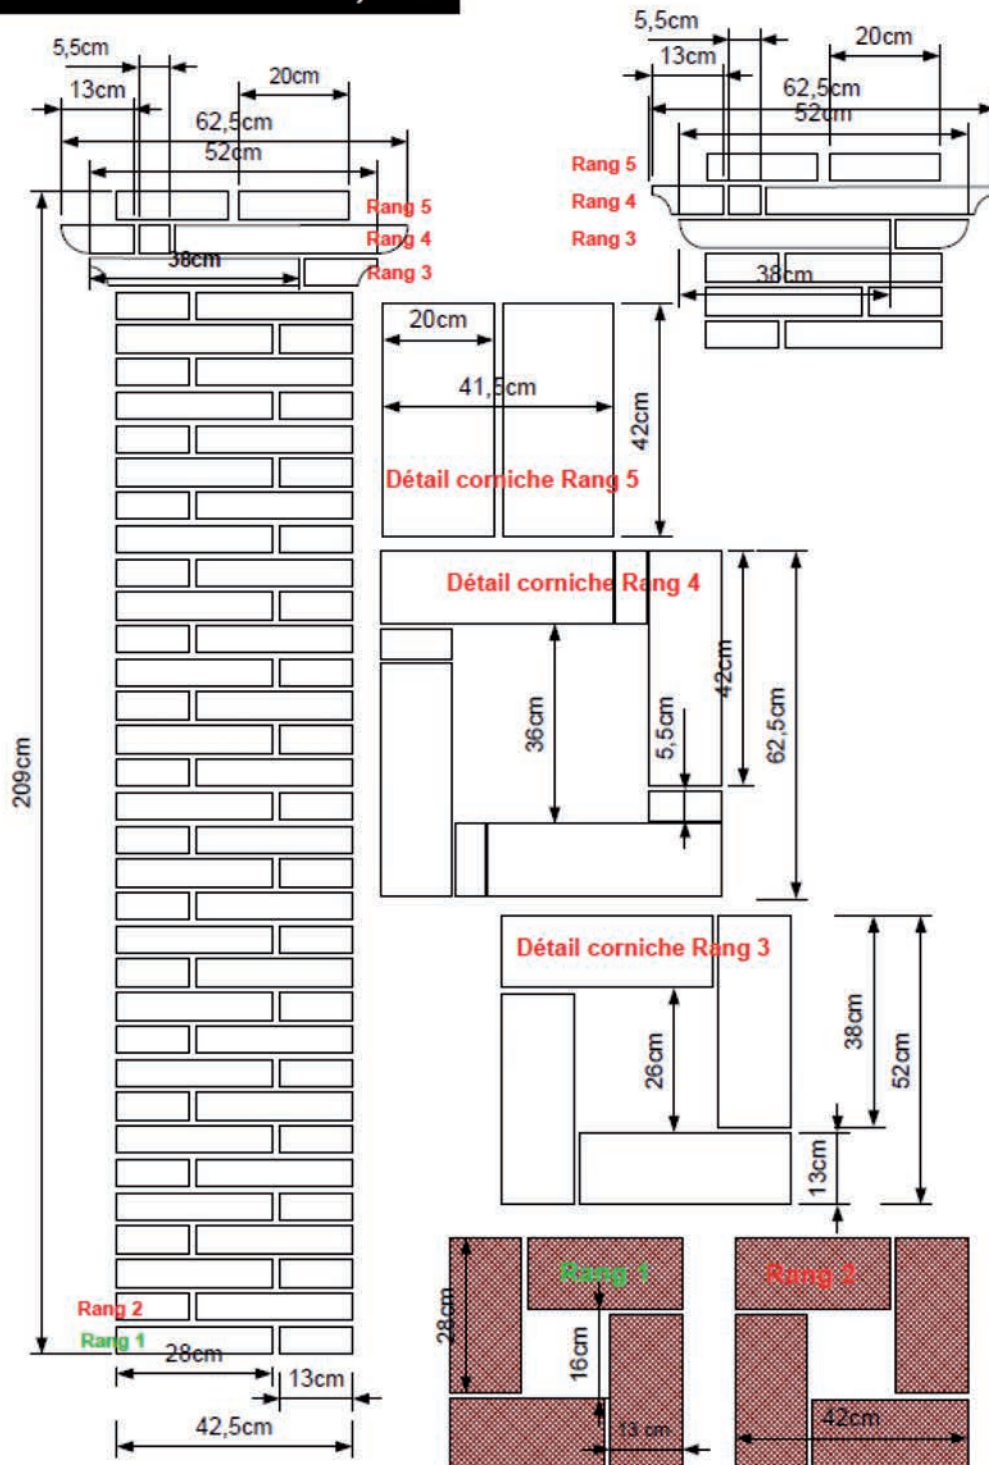 5,5cm
13cm
20cm
62,5cm
52cm
Rang 5
Rang 4
38cm
Rang 3
5,5cm
13cm
20cm
62,5cm
52cm
Rang 5
Rang 4
Rang 3
38cm
20cm
41,5cm
42cm
Détail corniche Rang 5
Détail corniche Rang 4
36cm
5,5cm
42cm
62,5cm
209cm
Détail corniche Rang 3
26cm
38cm
52cm
13cm
Rang 2
Rang 1
28cm
13cm
42,5cm
Rang 1
28cm
16cm
13 cm
Rang 2
42cm